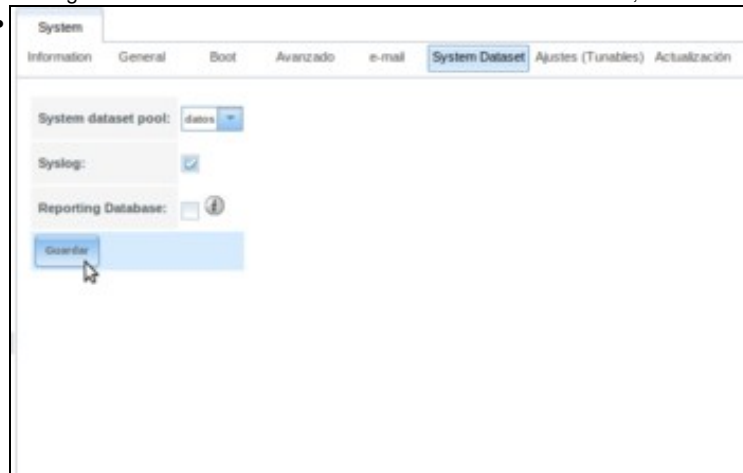 System
Information General Boot Avanzado e-mail System Dataset Ajustes (Tunables) Actualización
System dataset pool: datos
Syslog:
Reporting Database:
Guardar